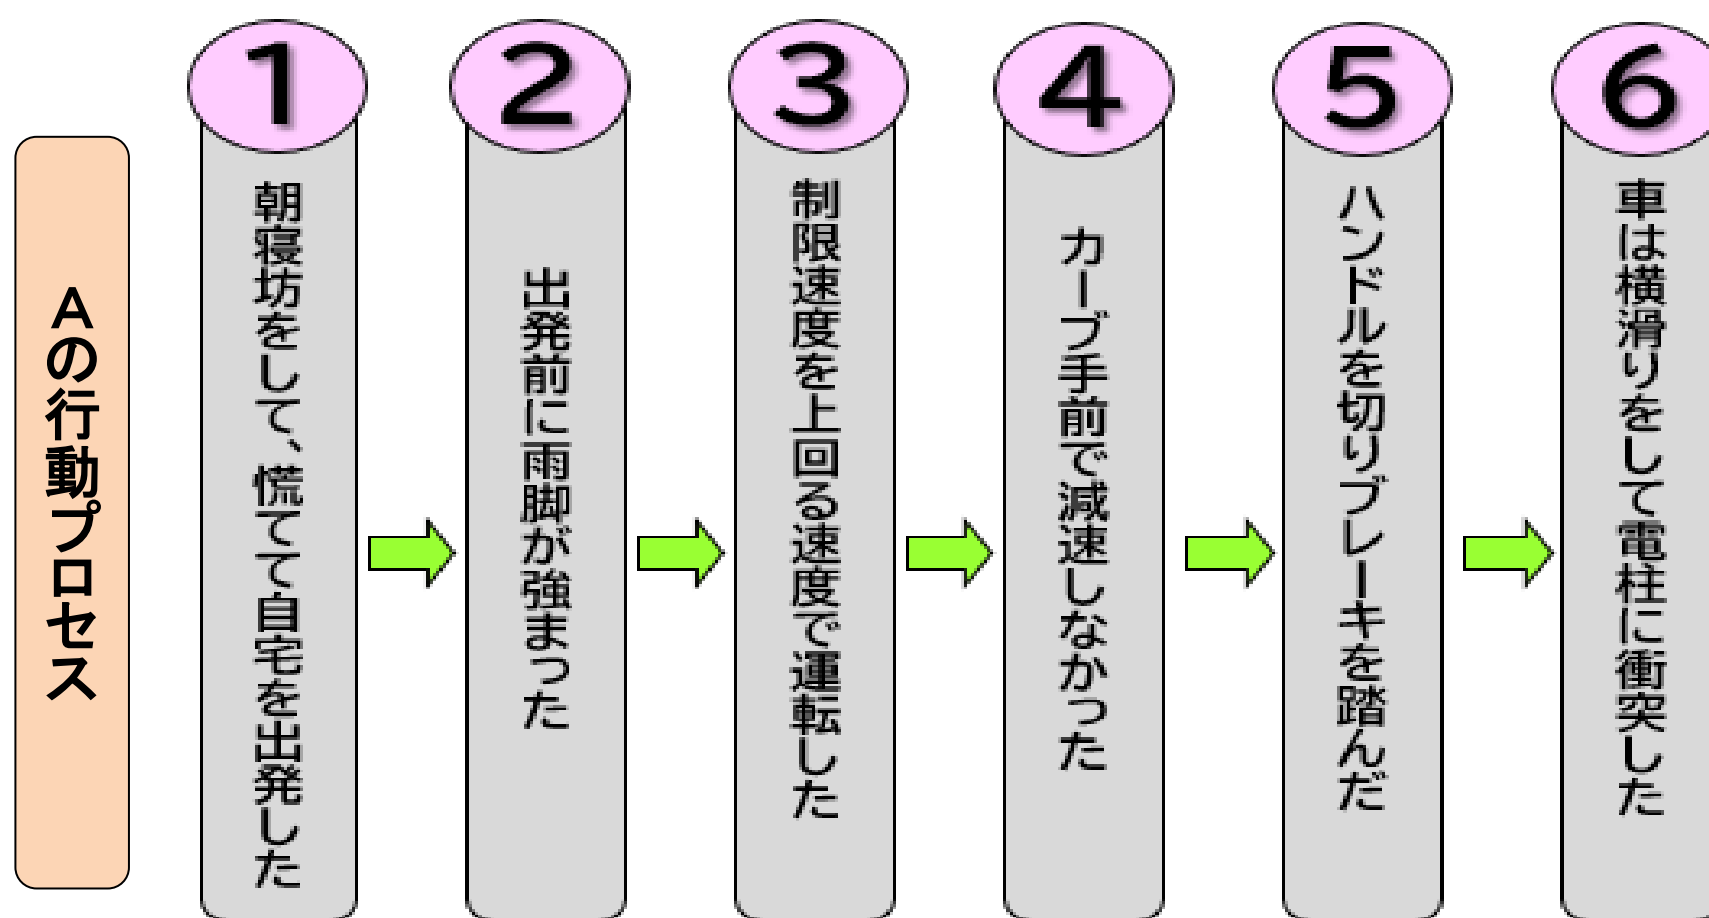 Aの行動プロセス
1
朝寝坊をして、慌てて自宅を出発した
2
出発前に雨脚が強まった
3
制限速度を上回る速度で運転した
4
カーブ手前で減速しなかった
5
ハンドルを切りブレーキを踏んだ
6
車は横滑りをして電柱に衝突した